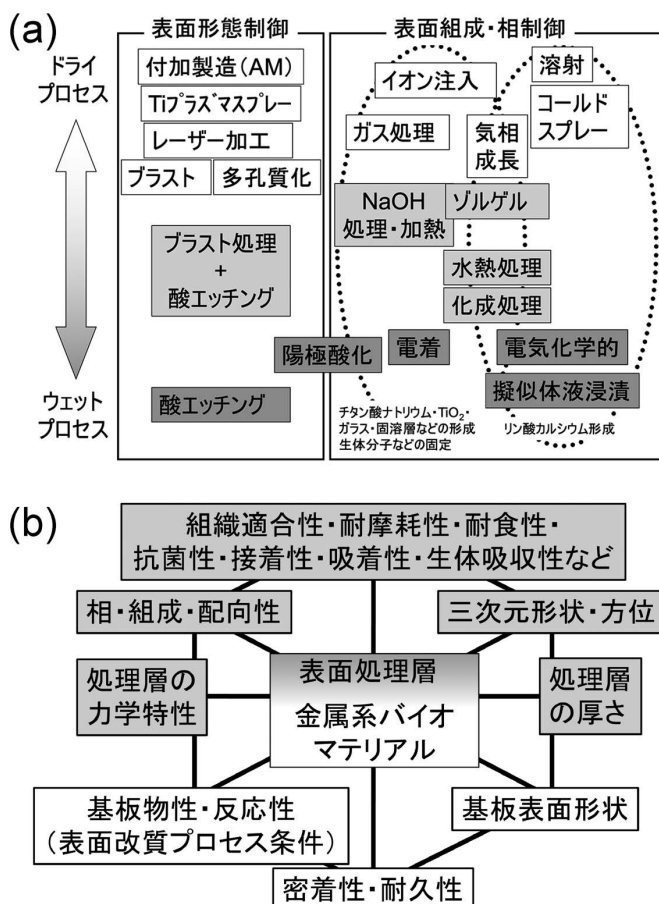 (a)
表面形態制御
表面組成・相制御
ドライ
プロセス
付加製造(AM)
Tiプラズマスプレー
レーザー加工
ブラスト
多孔質化
ブラスト処理
+
酸エッチング
酸エッチング
ウェット
プロセス
イオン注入
溶射
コールド
スプレー
ガス処理
気相
成長
NaOH
処理・加熱
ゾルゲル
水熱処理
化成処理
陽極酸化
電着
電気化学的
擬似体液浸漬
チタン酸ナトリウム・TiO₂・
ガラス・固溶層などの形成
生体分子などの固定
リン酸カルシウム形成
(b)
組織適合性・耐摩耗性・耐食性・
抗菌性・接着性・吸着性・生体吸収性など
相・組成・配向性
三次元形状・方位
処理層の
力学特性
表面処理層
金属系バイオ
マテリアル
処理層
の厚さ
基板物性・反応性
(表面改質プロセス条件)
基板表面形状
密着性・耐久性